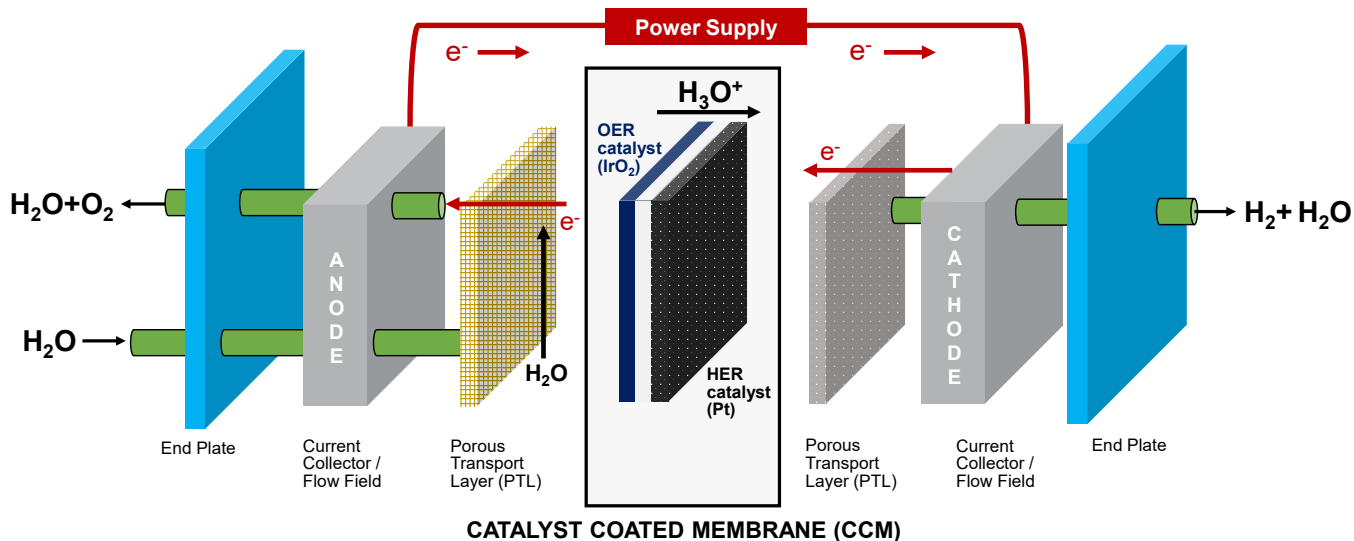 Power Supply
e⁻
e⁻
H₃O⁺
OER
catalyst
(IrO₂)
e⁻
H₂O+O₂
e⁻
H₂+ H₂O
ANODE
CATHODE
H₂O
H₂O
HER
catalyst
(Pt)
End Plate
Current
Collector /
Flow Field
Porous
Transport
Layer (PTL)
Porous
Transport
Layer (PTL)
Current
Collector /
Flow Field
End Plate
CATALYST COATED MEMBRANE (CCM)